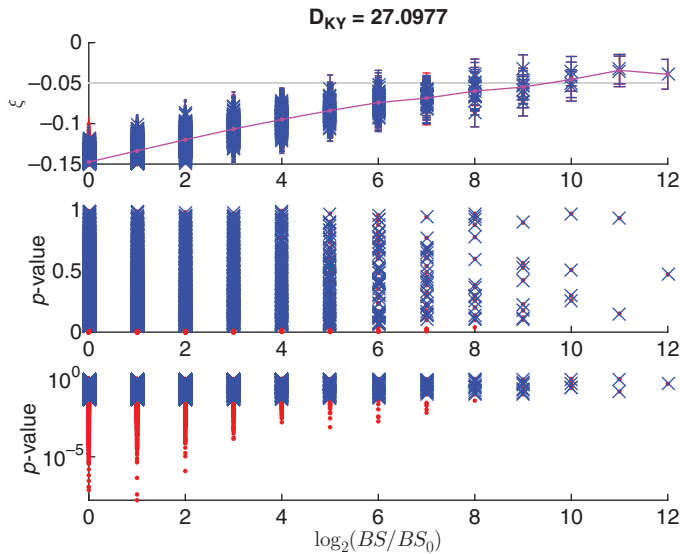 D_KY = 27.0977
0
−0.05
−0.1
−0.15
ξ
0 2 4 6 8 10 12
1
0.5
0
p-value
0 2 4 6 8 10 12
10^0
10^−5
p-value
0 2 4 6 8 10 12
log_2(BS/BS_0)